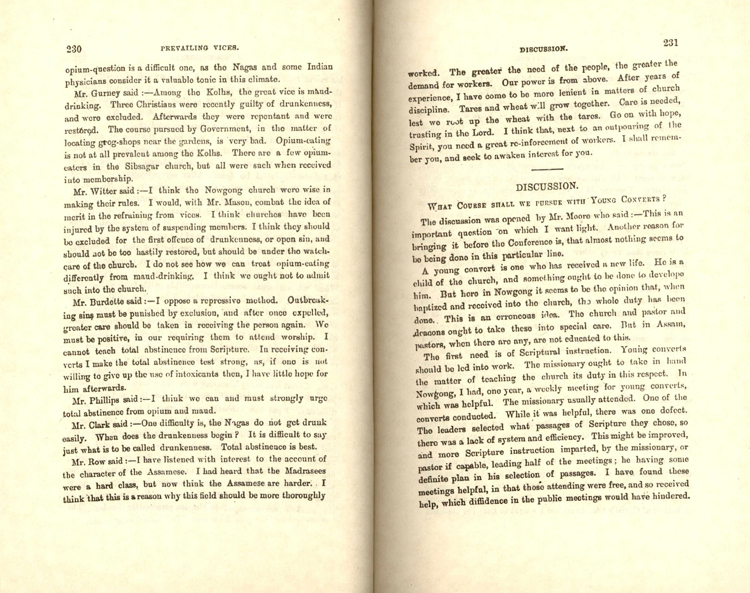 230 PREVAILING VICES.
opium-question is a difficult one, as the Nagas and some Indian
physicians consider it a valuable tonic in this climate.
Mr. Gurney said :—Among the Kolhs, the great vice is maud-
drinking. Three Christians were recently guilty of drunkenness,
and were excluded. Afterwards they were repentant and were
restored. The course pursued by Government, in the matter of
locating grog-shops near the gardens, is very bad. Opium-eating
is not at all prevalent among the Kolhs. There are a few opium-
eaters in the Sibsagar church, but all were such when received
into membership.
Mr. Witter said :—I think the Nowgong church were wise in
making their rules. I would, with Mr. Mason, combat the idea of
merit in the refraining from vices. I think churches have been
injured by the system of suspending members. I think they should
be excluded for the first offence of drunkenness, or open sin, and
should not be too hastily restored, but should be under the watch-
care of the church. I do not see how we can treat opium-eating
differently from maud-drinking. I think we ought not to admit
such into the church.
Mr. Burdette said :—I oppose a repressive method. Outbreak-
ing sins must be punished by exclusion, and after once expelled,
greater care should be taken in receiving the person again. We
must be positive, in our requiring them to attend worship. I
cannot teach total abstinence from Scripture. In receiving con-
verts I make the total abstinence test strong, as, if one is not
willing to give up the use of intoxicants then, I have little hope for
him afterwards.
Mr. Phillips said :—I think we can and must strongly urge
total abstinence from opium and maud.
Mr. Clark said :—One difficulty is, the Nagas do not get drunk
easily. When does the drunkenness begin? It is difficult to say
just what is to be called drunkenness. Total abstinence is best.
Mr. Row said :—I have listened with interest to the account of
the character of the Assamese. I had heard that the Madrasees
were a hard class, but now think the Assamese are harder. I
think that this is a reason why this field should be more thoroughly
DISCUSSION. 231
worked. The greater the need of the people, the greater the
demand for workers. Our power is from above. After years of
experience, I have come to be more lenient in matters of church
discipline. Tares and wheat will grow together. Care is needed,
lest we root up the wheat with the tares. Go on with hope,
trusting in the Lord. I think that, next to an outpouring of the
Spirit, you need a great re-inforcement of workers. I shall remem-
ber you, and seek to awaken interest for you.
DISCUSSION.
WHAT COURSE SHALL WE PURSUE WITH YOUNG CONVERTS?
The discussion was opened by Mr. Moore who said :—This is an
important question on which I want light. Another reason for
bringing it before the Conference is, that almost nothing seems to
be being done in this particular line.
A young convert is one who has received a new life. He is a
child of the church, and something ought to be done to develope
him. But here in Nowgong it seems to be the opinion that, when
baptized and received into the church, the whole duty has been
done. This is an erroneous idea. The church and pastor and
deacons ought to take these into special care. But in Assam,
pastors, when there are any, are not educated to this.
The first need is of Scriptural instruction. Young converts
should be led into work. The missionary ought to take in hand
the matter of teaching the church its duty in this respect. In
Nowgong, I had, one year, a weekly meeting for young converts,
which was helpful. The missionary usually attended. One of the
converts conducted. While it was helpful, there was one defect.
The leaders selected what passages of Scripture they chose, so
there was a lack of system and efficiency. This might be improved,
and more Scripture instruction imparted, by the missionary, or
pastor if capable, leading half of the meetings; he having some
definite plan in his selection of passages. I have found these
meetings helpful, in that those attending were free, and so received
help, which diffidence in the public meetings would have hindered.